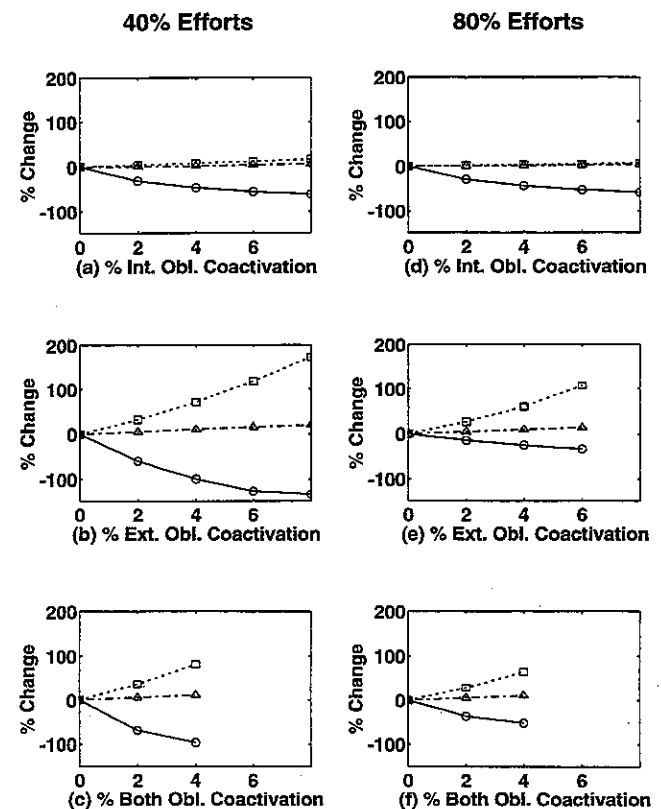 40% Efforts
80% Efforts
200
100
0
-100
% Change
0 2 4 6
(a) % Int. Obl. Coactivation
200
100
0
-100
% Change
0 2 4 6
(d) % Int. Obl. Coactivation
200
100
0
-100
% Change
0 2 4 6
(b) % Ext. Obl. Coactivation
200
100
0
-100
% Change
0 2 4 6
(e) % Ext. Obl. Coactivation
200
100
0
-100
% Change
0 2 4 6
(c) % Both Obl. Coactivation
200
100
0
-100
% Change
0 2 4 6
(f) % Both Obl. Coactivation